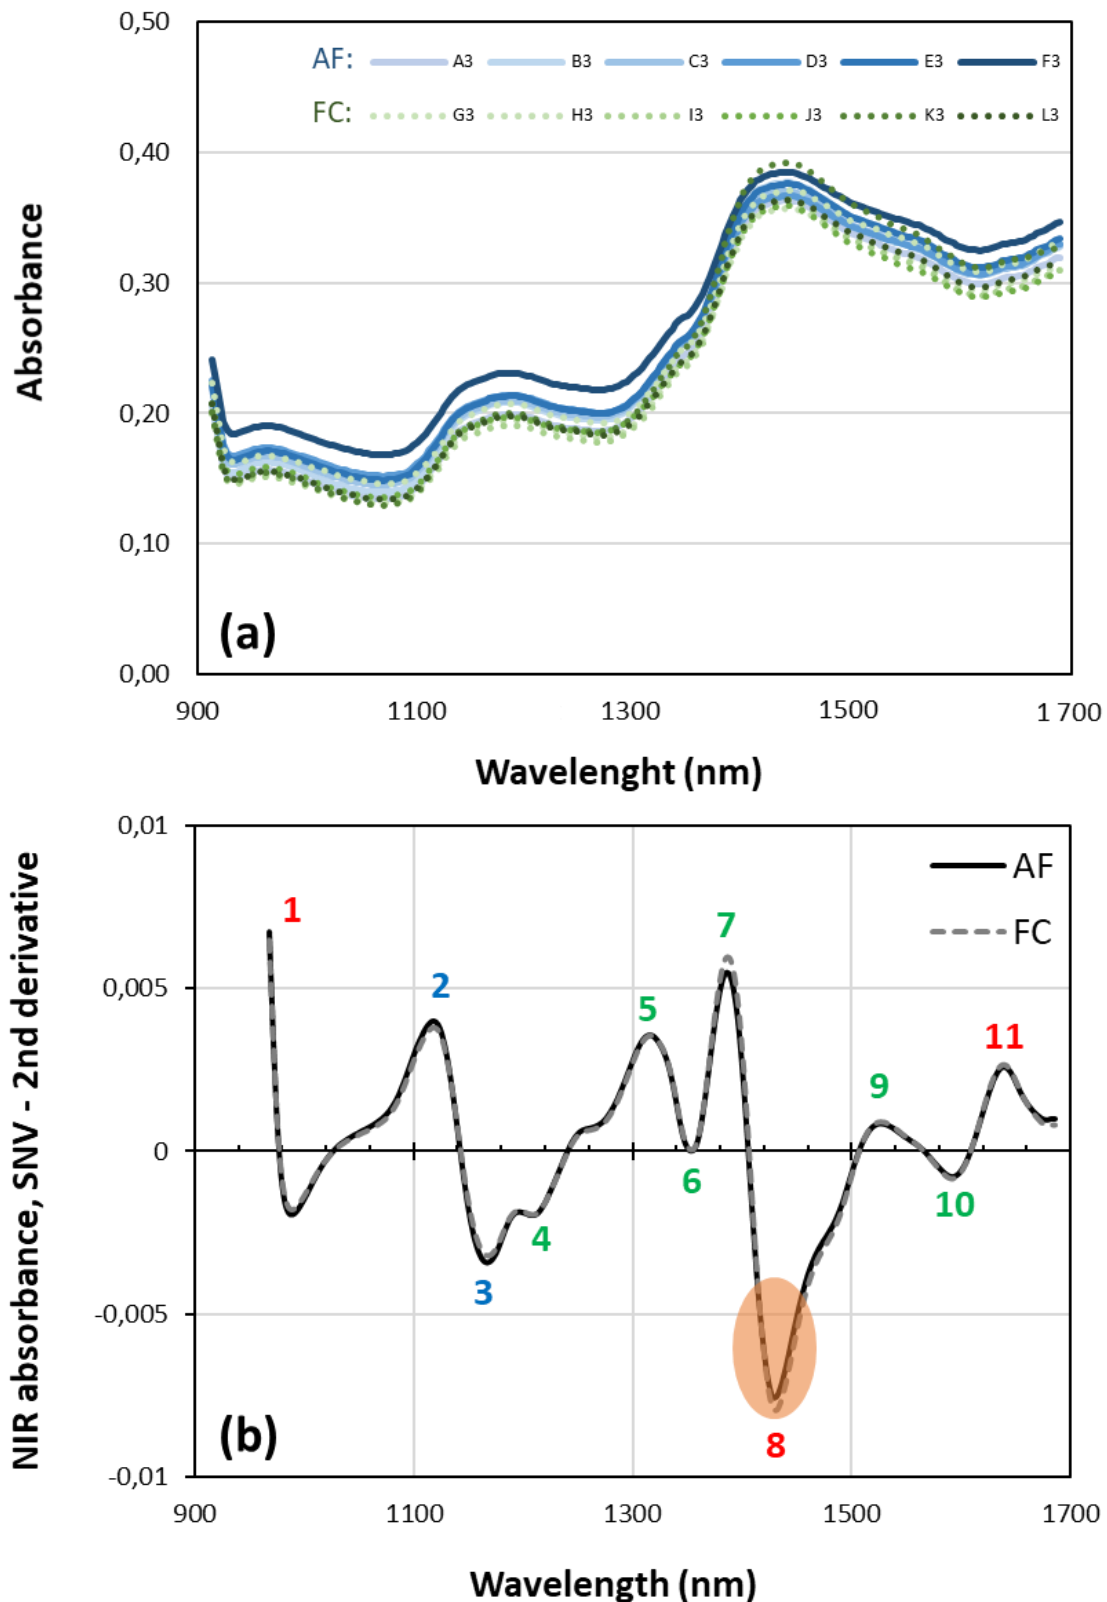 0,50
AF: A3 B3 C3 D3 E3 F3
FC: G3 H3 I3 J3 K3 L3
0,40
0,30
0,20
0,10
0,00
Absorbance
(a)
900 1100 1300 1500 1 700
Wavelenght (nm)
0,01
0,005
0
-0,005
-0,01
NIR absorbance, SNV - 2nd derivative
AF
FC
1
2
3
4
5
6
7
8
9
10
11
(b)
900 1100 1300 1500 1700
Wavelength (nm)